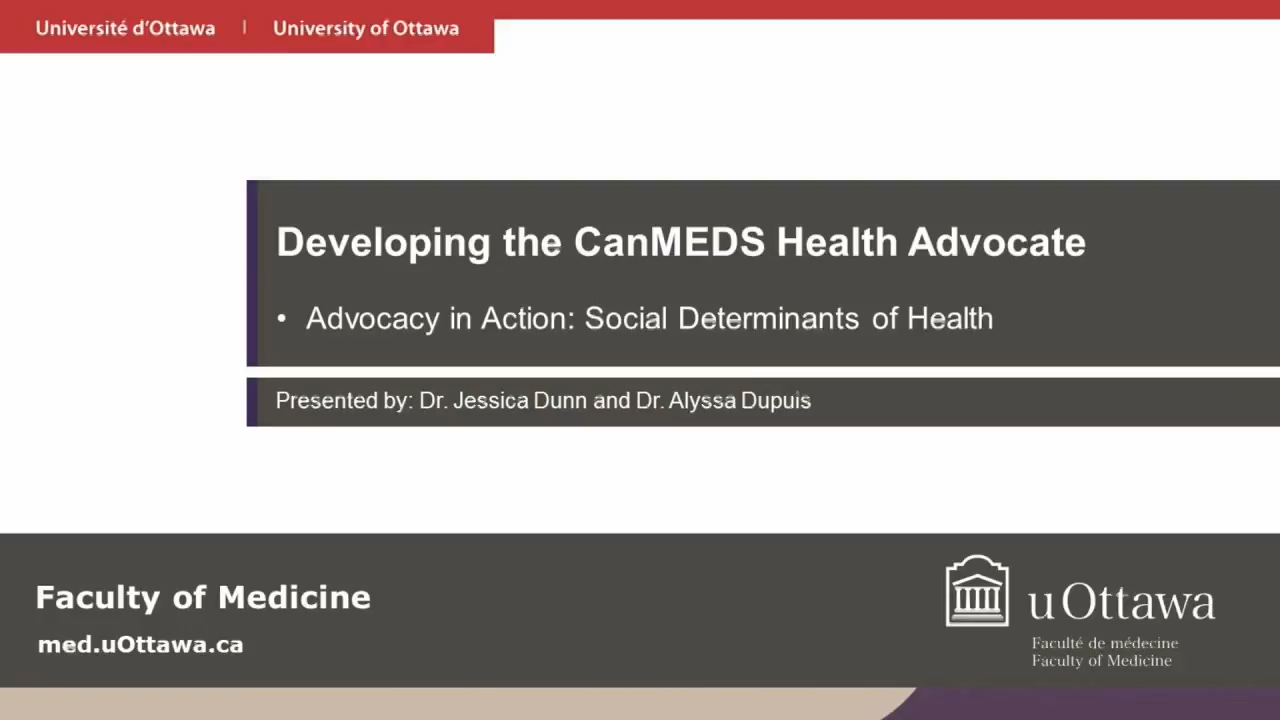 Université d'Ottawa | University of Ottawa
Developing the CanMEDS Health Advocate
• Advocacy in Action: Social Determinants of Health
Presented by: Dr. Jessica Dunn and Dr. Alyssa Dupuis
Faculty of Medicine
med.uOttawa.ca
uOttawa
Faculté de médecine
Faculty of Medicine